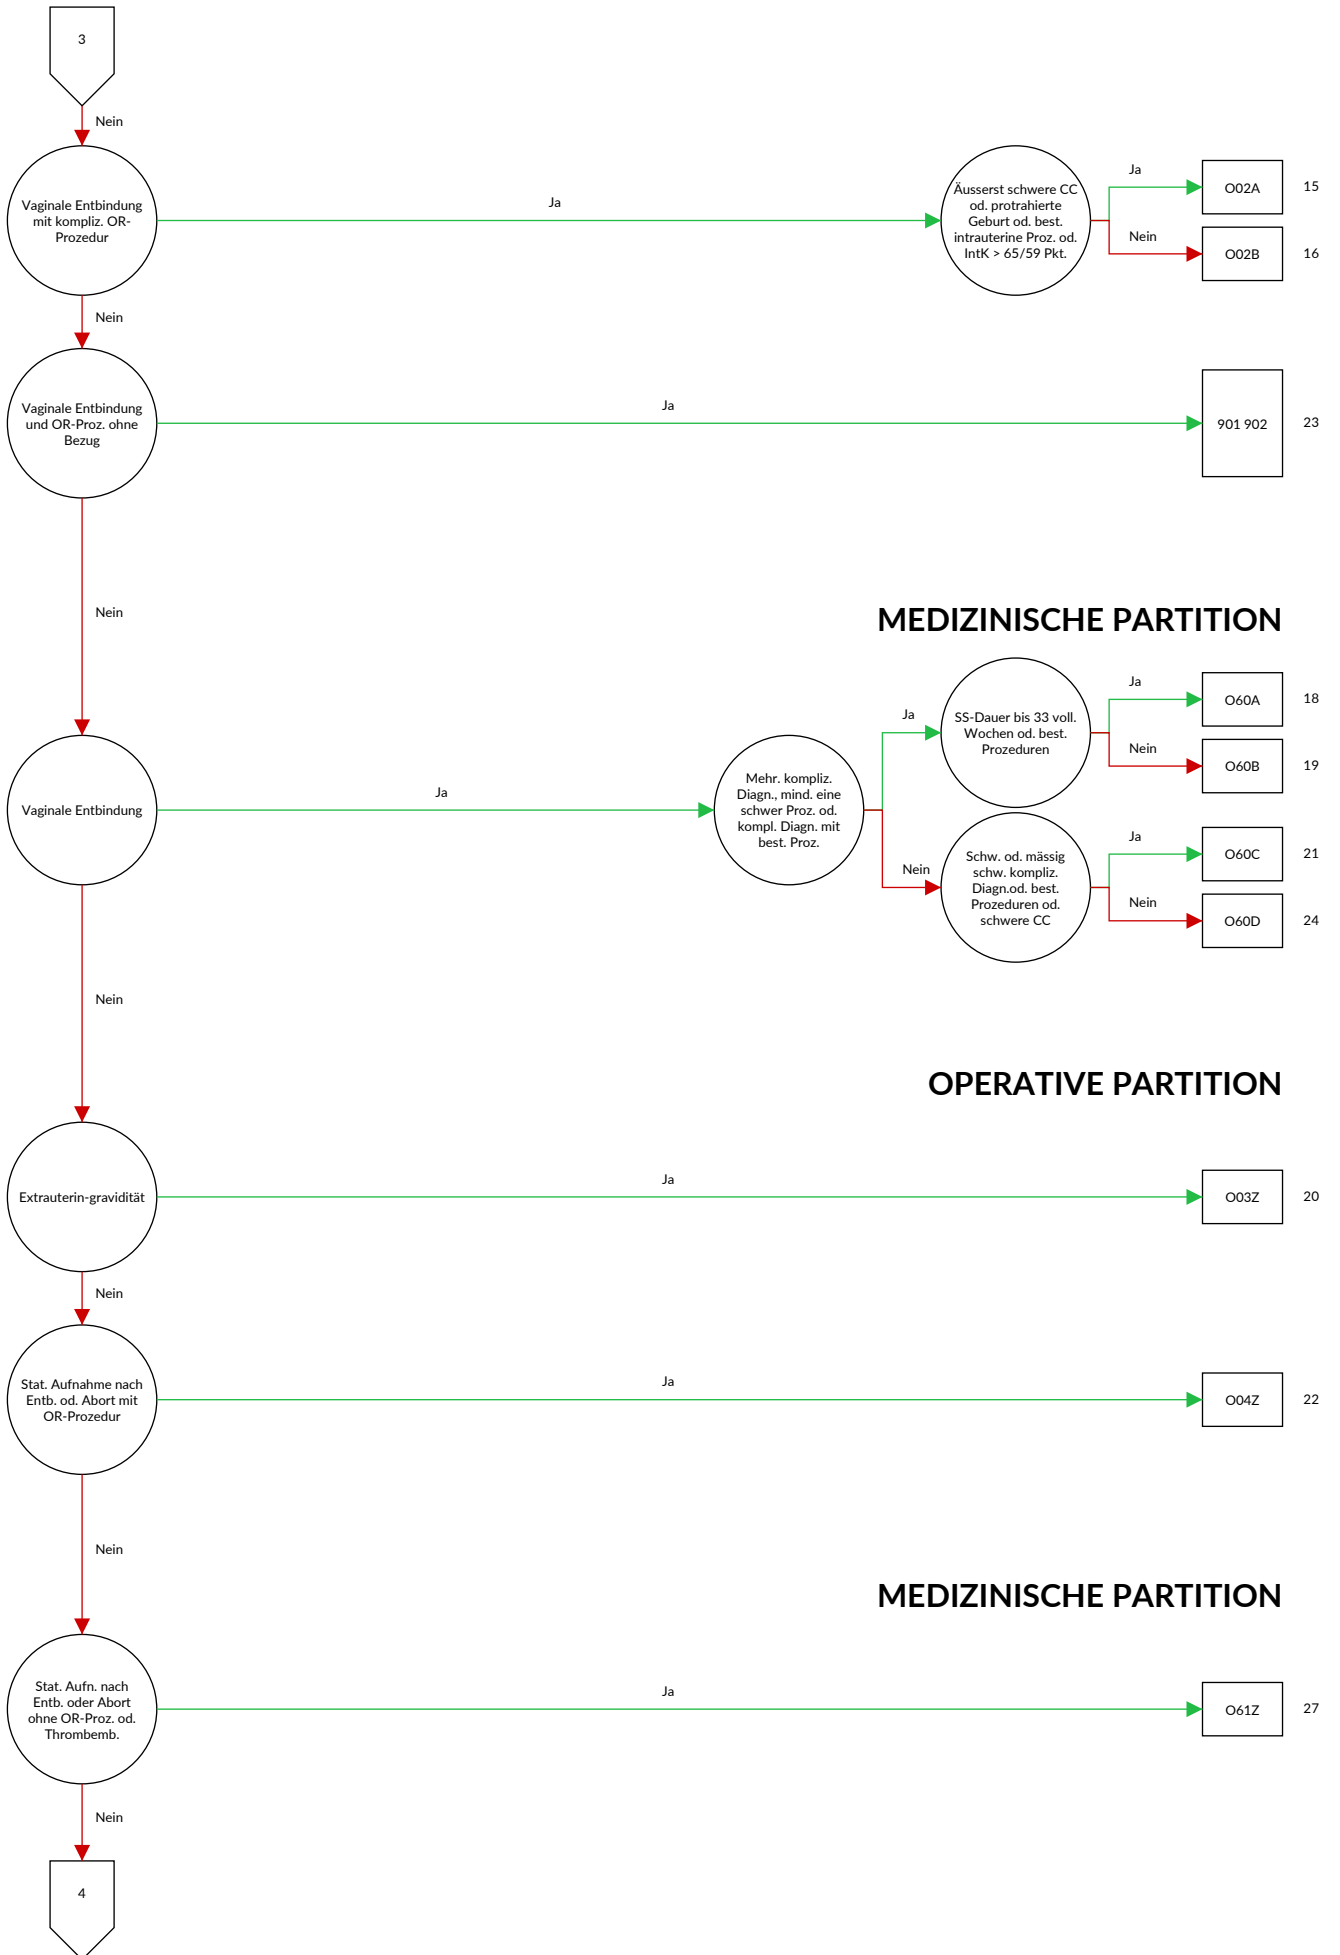 3
Nein
Vaginale Entbindung
mit kompliz. OR-
Prozedur
Ja
Äusserst schwere CC
od. protrahierte
Geburt od. best.
intrauterine Proz. od.
IntK > 65/59 Pkt.
Ja
O02A
15
Nein
O02B
16
Nein
Vaginale Entbindung
und OR-Proz. ohne
Bezug
Ja
901 902
23
Nein
MEDIZINISCHE PARTITION
Vaginale Entbindung
Ja
Mehr. kompliz.
Diagn., mind. eine
schwer Proz. od.
kompl. Diagn. mit
best. Proz.
Ja
SS-Dauer bis 33 voll.
Wochen od. best.
Prozeduren
Ja
O60A
18
Nein
O60B
19
Nein
Schw. od. mässig
schw. kompliz.
Diagn.od. best.
Prozeduren od.
schwere CC
Ja
O60C
21
Nein
O60D
24
Nein
OPERATIVE PARTITION
Extrauterin-gravidität
Ja
O03Z
20
Nein
Stat. Aufnahme nach
Entb. od. Abort mit
OR-Prozedur
Ja
O04Z
22
Nein
MEDIZINISCHE PARTITION
Stat. Aufn. nach
Entb. oder Abort
ohne OR-Proz. od.
Thrombemb.
Ja
O61Z
27
Nein
4